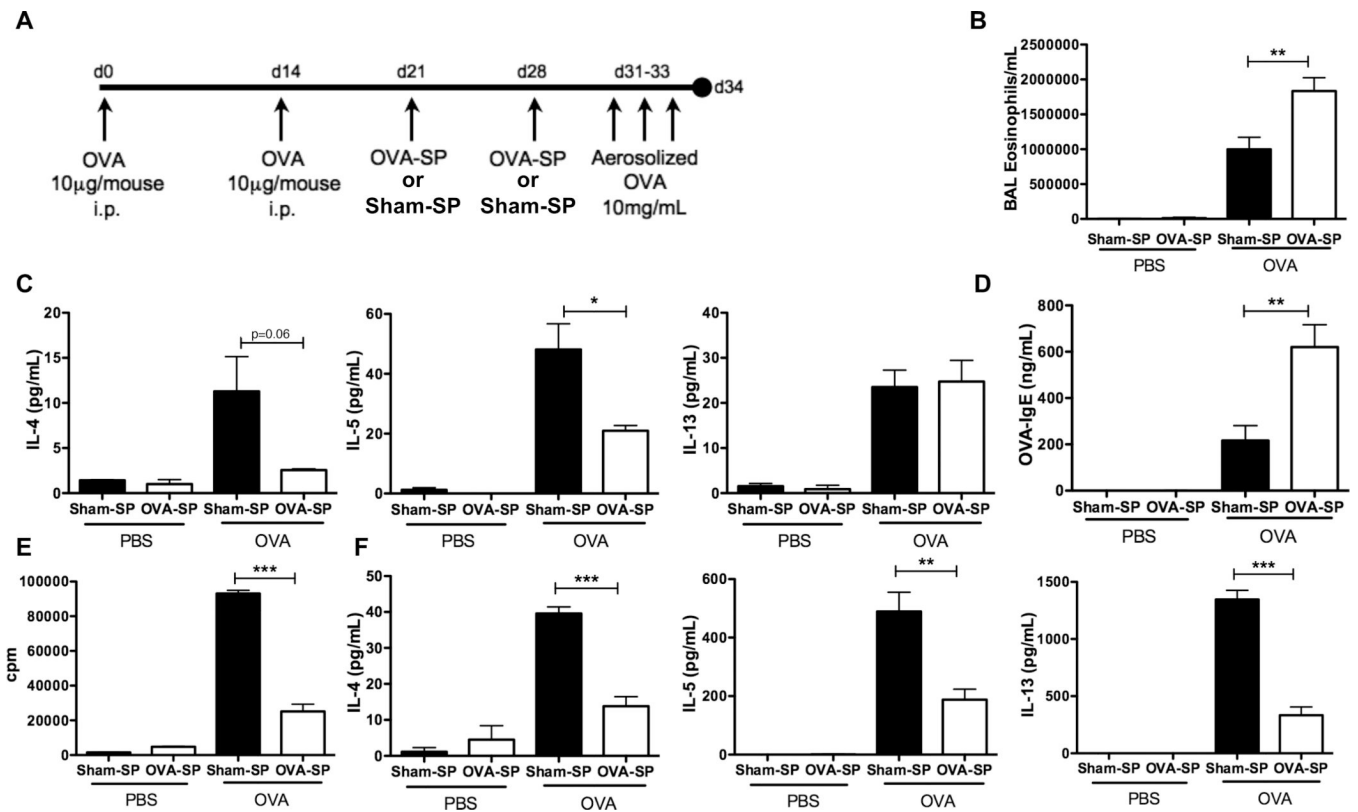 A
d0
d14
d21
d28
d31-33
d34
OVA
10µg/mouse
i.p.
OVA
10µg/mouse
i.p.
OVA-SP
or
Sham-SP
OVA-SP
or
Sham-SP
Aerosolized
OVA
10mg/mL
B
BAL Eosinophils/mL
2500000
2000000
1500000
1000000
500000
0
**
Sham-SP OVA-SP Sham-SP OVA-SP
PBS OVA
C
IL-4 (pg/mL)
20
15
10
5
0
p=0.06
Sham-SP OVA-SP Sham-SP OVA-SP
PBS OVA
IL-5 (pg/mL)
60
40
20
0
*
Sham-SP OVA-SP Sham-SP OVA-SP
PBS OVA
IL-13 (pg/mL)
40
30
20
10
0
Sham-SP OVA-SP Sham-SP OVA-SP
PBS OVA
D
OVA-IgE (ng/mL)
800
600
400
200
0
**
Sham-SP OVA-SP Sham-SP OVA-SP
PBS OVA
E
cpm
100000
80000
60000
40000
20000
0
***
Sham-SP OVA-SP Sham-SP OVA-SP
PBS OVA
F
IL-4 (pg/mL)
50
40
30
20
10
0
***
Sham-SP OVA-SP Sham-SP OVA-SP
PBS OVA
IL-5 (pg/mL)
600
400
200
0
**
Sham-SP OVA-SP Sham-SP OVA-SP
PBS OVA
IL-13 (pg/mL)
1500
1000
500
0
***
Sham-SP OVA-SP Sham-SP OVA-SP
PBS OVA